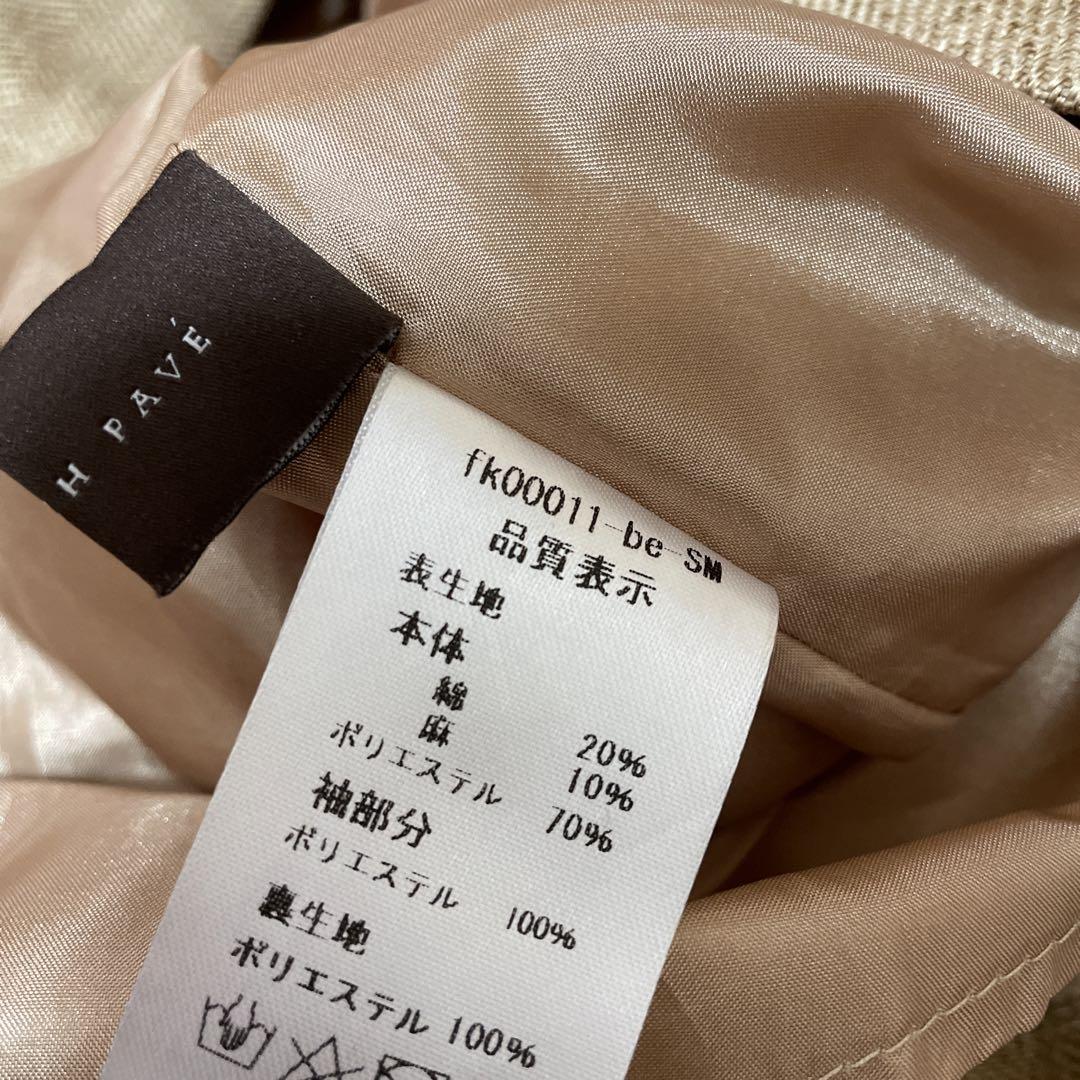 H PAVÉ
fk00011-be-SM
品質表示
表生地
本体
綿 20%
麻 10%
ポリエステル 70%
袖部分
ポリエステル 100%
裏生地
ポリエステル 100%